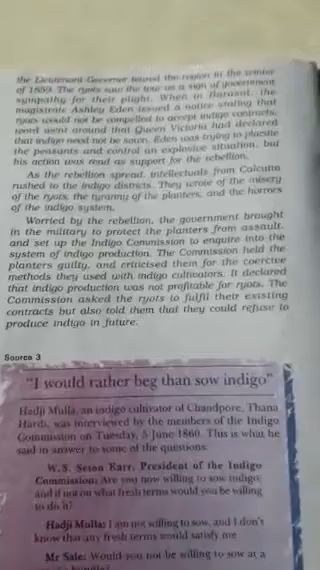 the Lieutenant Governor toured the region in the winter
of 1859. The ryots saw the tour as a sign of government
sympathy for their plight. When in Barasat, the
magistrate Ashley Eden issued a notice stating that
ryots would not be compelled to accept indigo contracts,
word went around that Queen Victoria had declared
that indigo need not be sown. Eden was trying to placate
the peasants and control an explosive situation, but
his action was read as support for the rebellion.
As the rebellion spread, intellectuals from Calcutta
rushed to the indigo districts. They wrote of the misery
of the ryots, the tyranny of the planters, and the horrors
of the indigo system.
Worried by the rebellion, the government brought
in the military to protect the planters from assault,
and set up the Indigo Commission to enquire into the
system of indigo production. The Commission held the
planters guilty, and criticised them for the coercive
methods they used with indigo cultivators. It declared
that indigo production was not profitable for ryots. The
Commission asked the ryots to fulfil their existing
contracts but also told them that they could refuse to
produce indigo in future.
Source 3
"I would rather beg than sow indigo"
Hadji Mulla, an indigo cultivator of Chandpore, Thana
Hardi, was interviewed by the members of the Indigo
Commission on Tuesday, 5 June 1860. This is what he
said in answer to some of the questions:
W.S. Seton Karr, President of the Indigo
Commission: Are you now willing to sow indigo;
and if not on what fresh terms would you be willing
to do it?
Hadji Mulla: I am not willing to sow, and I don't
know that any fresh terms would satisfy me.
Mr Sale: Would you not be willing to sow at a